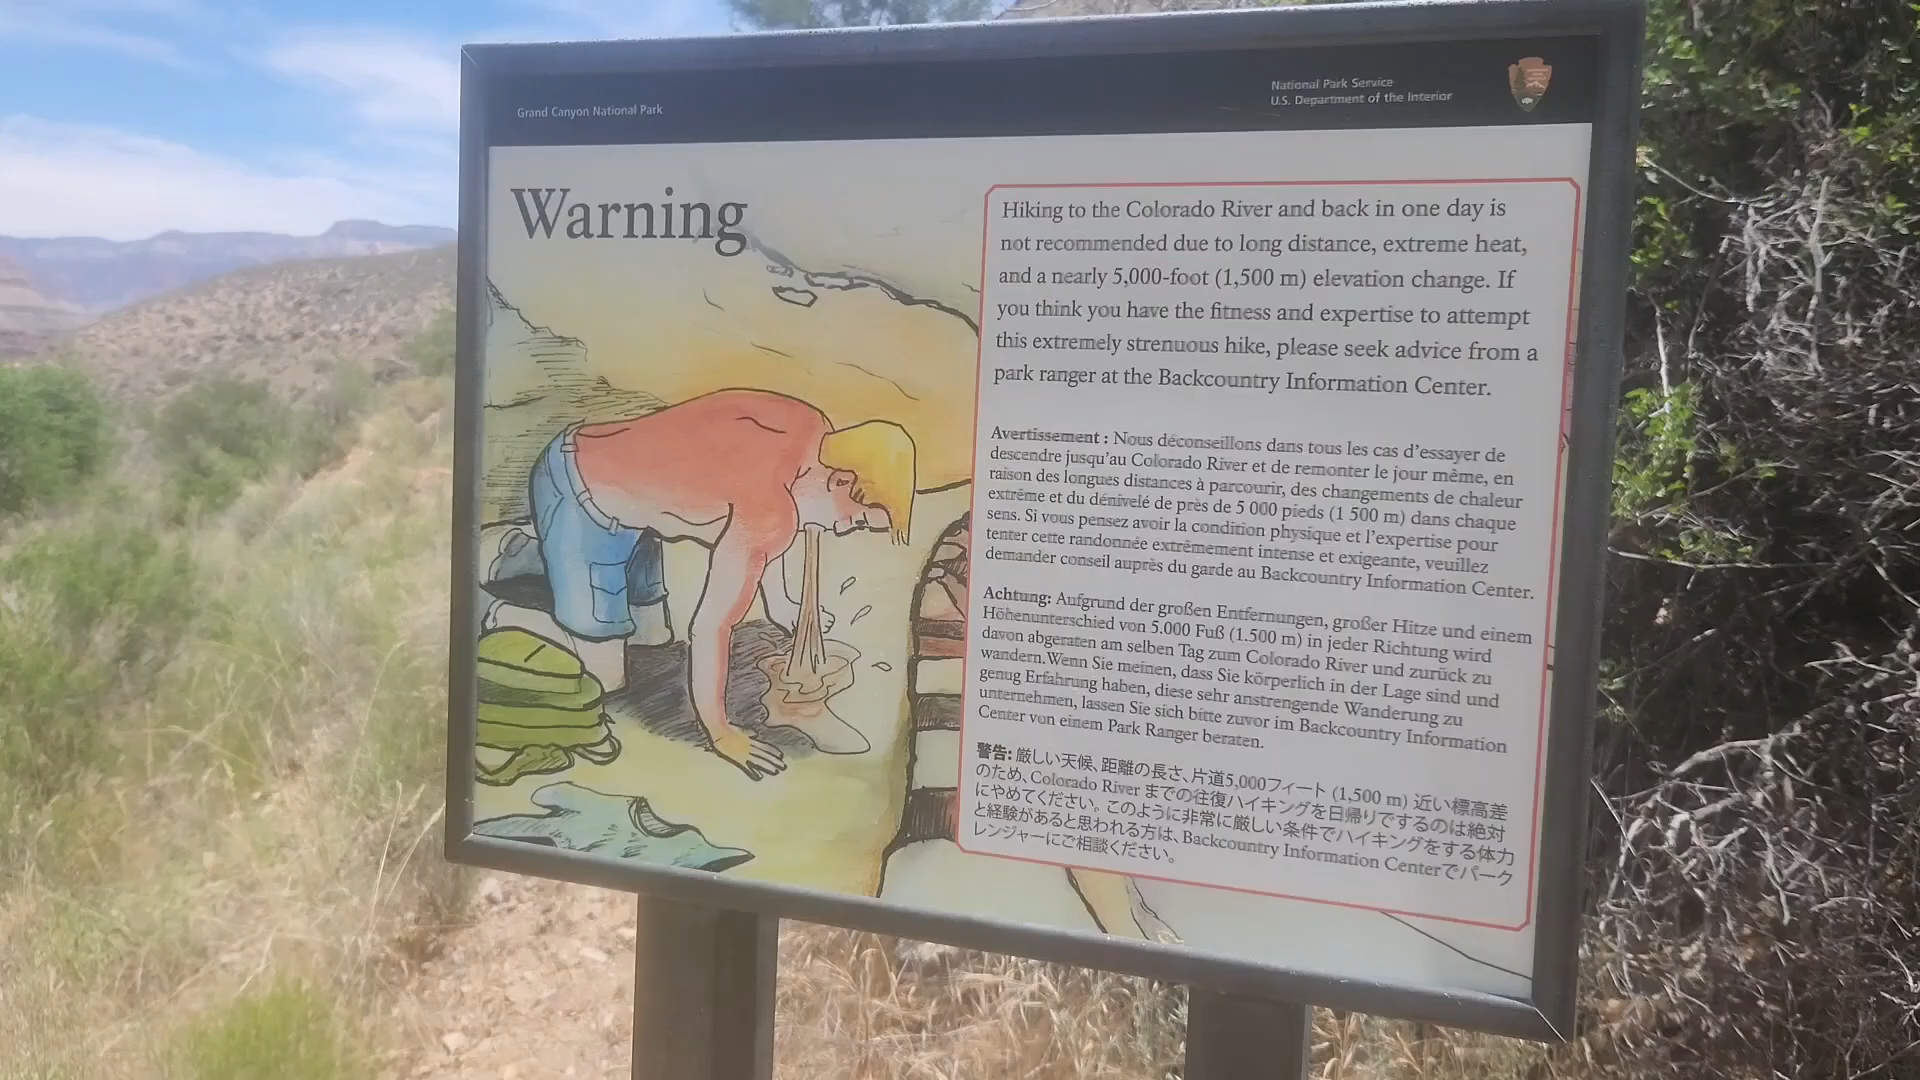 Grand Canyon National Park
National Park Service
U.S. Department of the Interior
Warning
Hiking to the Colorado River and back in one day is
not recommended due to long distance, extreme heat,
and a nearly 5,000-foot (1,500 m) elevation change. If
you think you have the fitness and expertise to attempt
this extremely strenuous hike, please seek advice from a
park ranger at the Backcountry Information Center.
Avertissement : Nous déconseillons dans tous les cas d'essayer de
descendre jusqu'au Colorado River et de remonter le jour même, en
raison des longues distances à parcourir, des changements de chaleur
extrême et du dénivelé de près de 5 000 pieds (1 500 m) dans chaque
sens. Si vous pensez avoir la condition physique et l'expertise pour
tenter cette randonnée extrêmement intense et exigeante, veuillez
demander conseil auprès du garde au Backcountry Information Center.
Achtung: Aufgrund der großen Entfernungen, großer Hitze und einem
Höhenunterschied von 5.000 Fuß (1.500 m) in jeder Richtung wird
davon abgeraten am selben Tag zum Colorado River und zurück zu
wandern.Wenn Sie meinen, dass Sie körperlich in der Lage sind und
genug Erfahrung haben, diese sehr anstrengende Wanderung zu
unternehmen, lassen Sie sich bitte zuvor im Backcountry Information
Center von einem Park Ranger beraten.
警告: 厳しい天候、距離の長さ、片道5,000フィート (1,500 m) 近い標高差
のため、Colorado River までの往復ハイキングを日帰りでするのは絶対
にやめてください。このように非常に厳しい条件でハイキングをする体力
と経験があると思われる方は、Backcountry Information Centerでパーク
レンジャーにご相談ください。